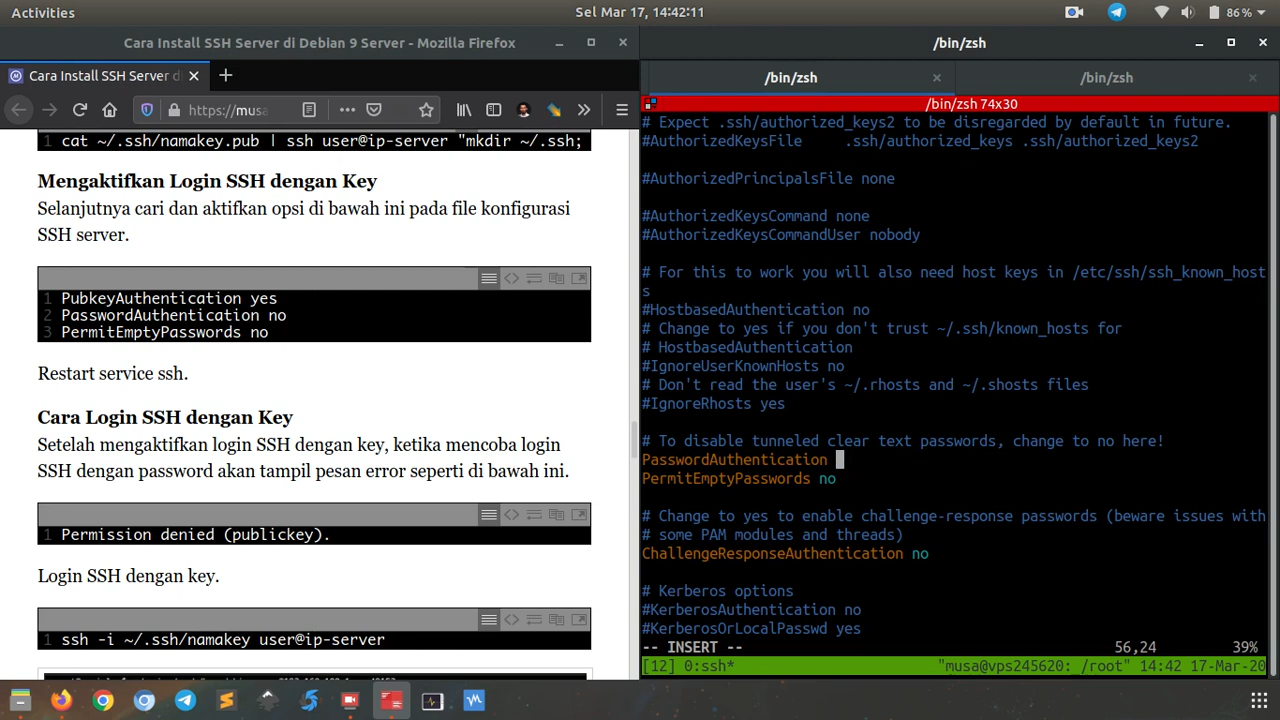 Activities
Sel Mar 17, 14:42:11
86 %
Cara Install SSH Server di Debian 9 Server - Mozilla Firefox
Cara Install SSH Server d
https://musa
1 cat ~/.ssh/namakey.pub | ssh user@ip-server "mkdir ~/.ssh;
Mengaktifkan Login SSH dengan Key
Selanjutnya cari dan aktifkan opsi di bawah ini pada file konfigurasi
SSH server.
1 PubkeyAuthentication yes
2 PasswordAuthentication no
3 PermitEmptyPasswords no
Restart service ssh.
Cara Login SSH dengan Key
Setelah mengaktifkan login SSH dengan key, ketika mencoba login
SSH dengan password akan tampil pesan error seperti di bawah ini.
1 Permission denied (publickey).
Login SSH dengan key.
1 ssh -i ~/.ssh/namakey user@ip-server
/bin/zsh
/bin/zsh
/bin/zsh
/bin/zsh 74x30
# Expect .ssh/authorized_keys2 to be disregarded by default in future.
#AuthorizedKeysFile .ssh/authorized_keys .ssh/authorized_keys2
#AuthorizedPrincipalsFile none
#AuthorizedKeysCommand none
#AuthorizedKeysCommandUser nobody
# For this to work you will also need host keys in /etc/ssh/ssh_known_host
s
#HostbasedAuthentication no
# Change to yes if you don't trust ~/.ssh/known_hosts for
# HostbasedAuthentication
#IgnoreUserKnownHosts no
# Don't read the user's ~/.rhosts and ~/.shosts files
#IgnoreRhosts yes
# To disable tunneled clear text passwords, change to no here!
PasswordAuthentication
PermitEmptyPasswords no
# Change to yes to enable challenge-response passwords (beware issues with
# some PAM modules and threads)
ChallengeResponseAuthentication no
# Kerberos options
#KerberosAuthentication no
#KerberosOrLocalPasswd yes
-- INSERT -- 56,24 39%
[12] 0:ssh* "musa@vps245620: /root" 14:42 17-Mar-20